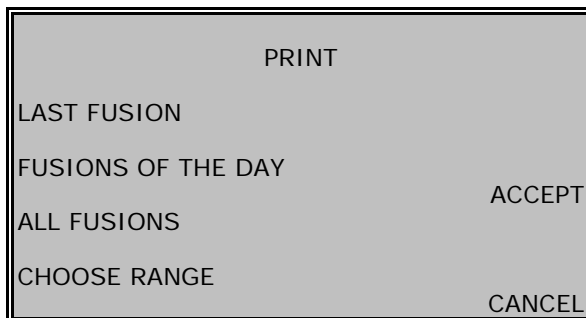 PRINT
LAST FUSION
FUSIONS OF THE DAY
ACCEPT
ALL FUSIONS
CHOOSE RANGE
CANCEL